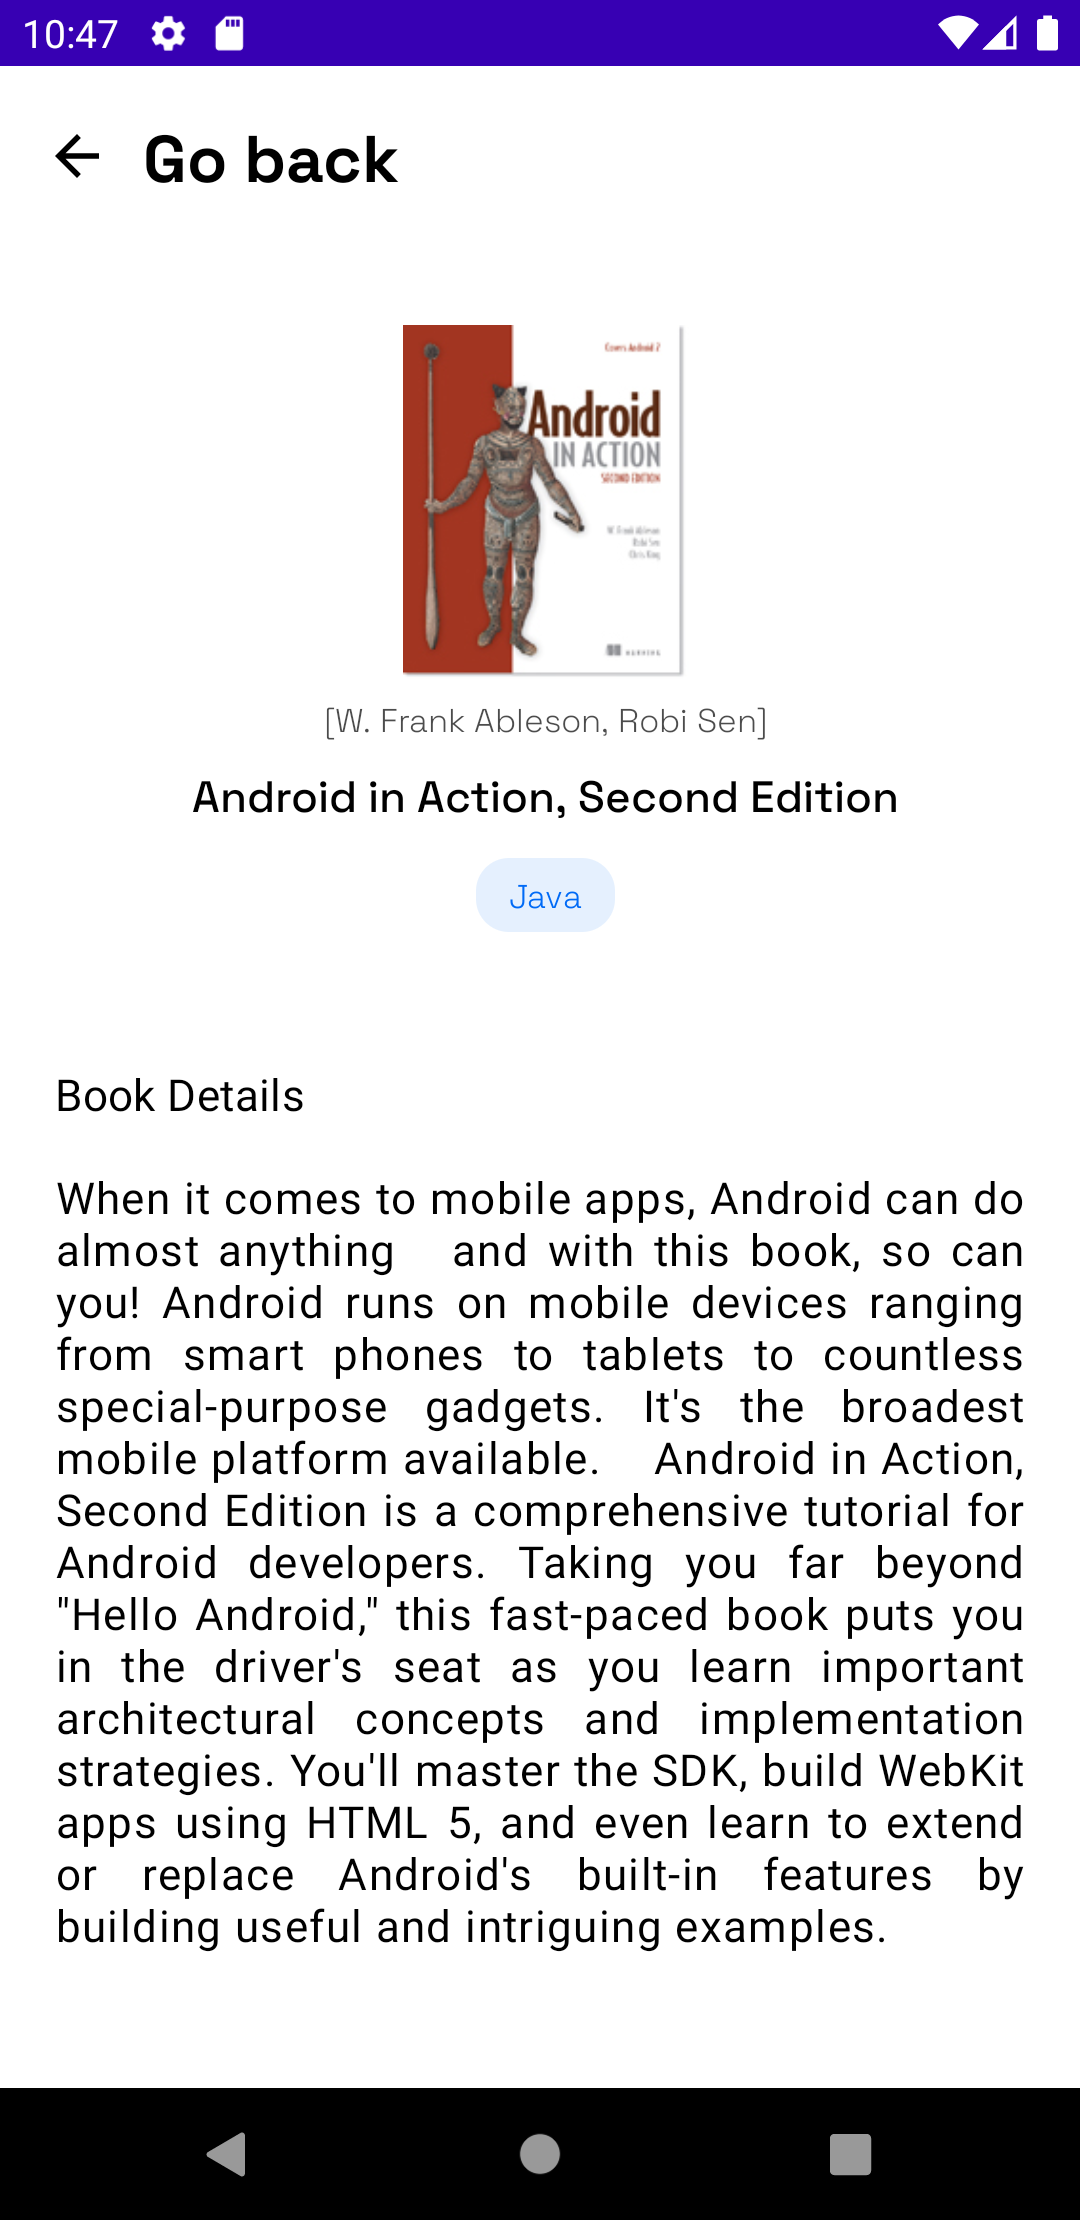 10:47
Go back
Covers Android 2
Android
IN ACTION
SECOND EDITION
W. Frank Ableson
Robi Sen
Chris King
MANNING
[W. Frank Ableson, Robi Sen]
Android in Action, Second Edition
Java
Book Details
When it comes to mobile apps, Android can do
almost anything and with this book, so can
you! Android runs on mobile devices ranging
from smart phones to tablets to countless
special-purpose gadgets. It's the broadest
mobile platform available. Android in Action,
Second Edition is a comprehensive tutorial for
Android developers. Taking you far beyond
"Hello Android," this fast-paced book puts you
in the driver's seat as you learn important
architectural concepts and implementation
strategies. You'll master the SDK, build WebKit
apps using HTML 5, and even learn to extend
or replace Android's built-in features by
building useful and intriguing examples.